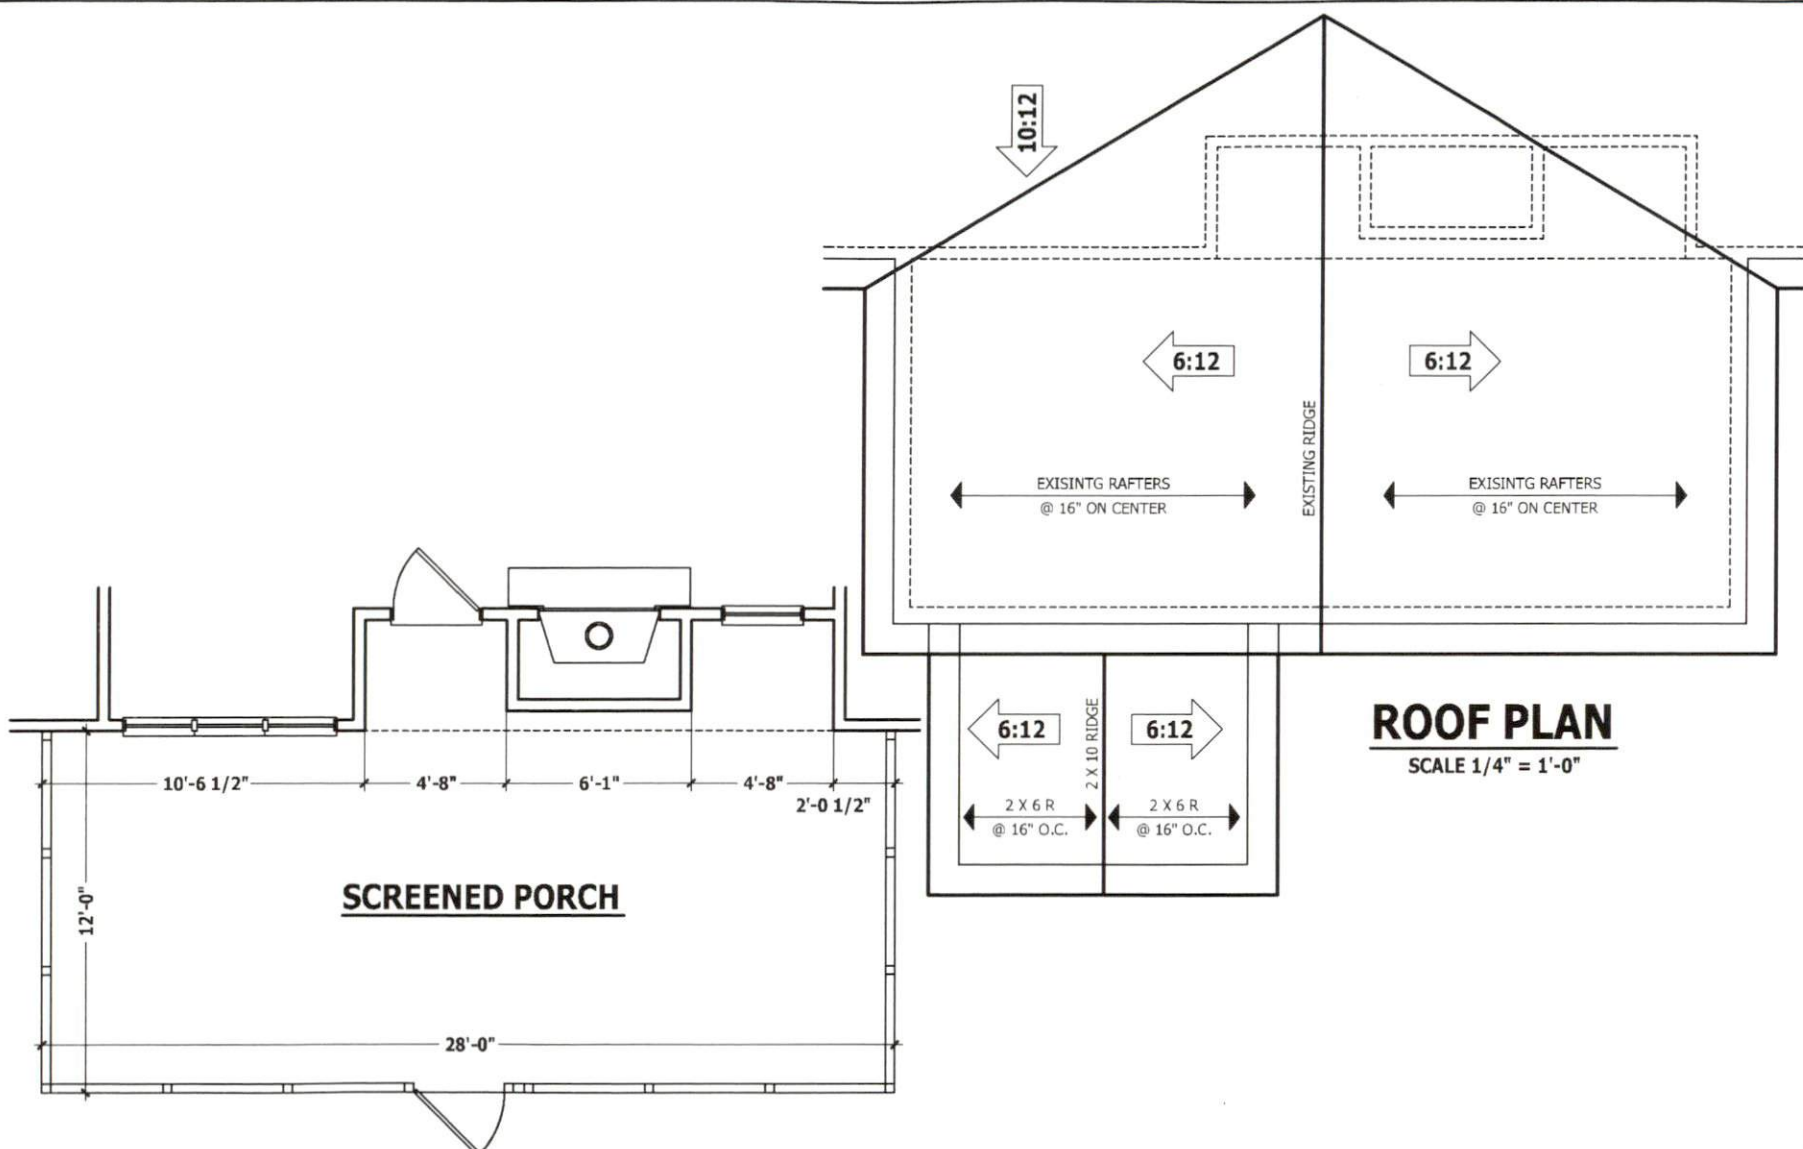 10:12
6:12
6:12
EXISTING RIDGE
EXISINTG RAFTERS
@ 16" ON CENTER
EXISINTG RAFTERS
@ 16" ON CENTER
6:12
2 X 10 RIDGE
6:12
2 X 6 R
@ 16" O.C.
2 X 6 R
@ 16" O.C.
ROOF PLAN
SCALE 1/4" = 1'-0"
10'-6 1/2"
4'-8"
6'-1"
4'-8"
2'-0 1/2"
12'-0"
SCREENED PORCH
28'-0"